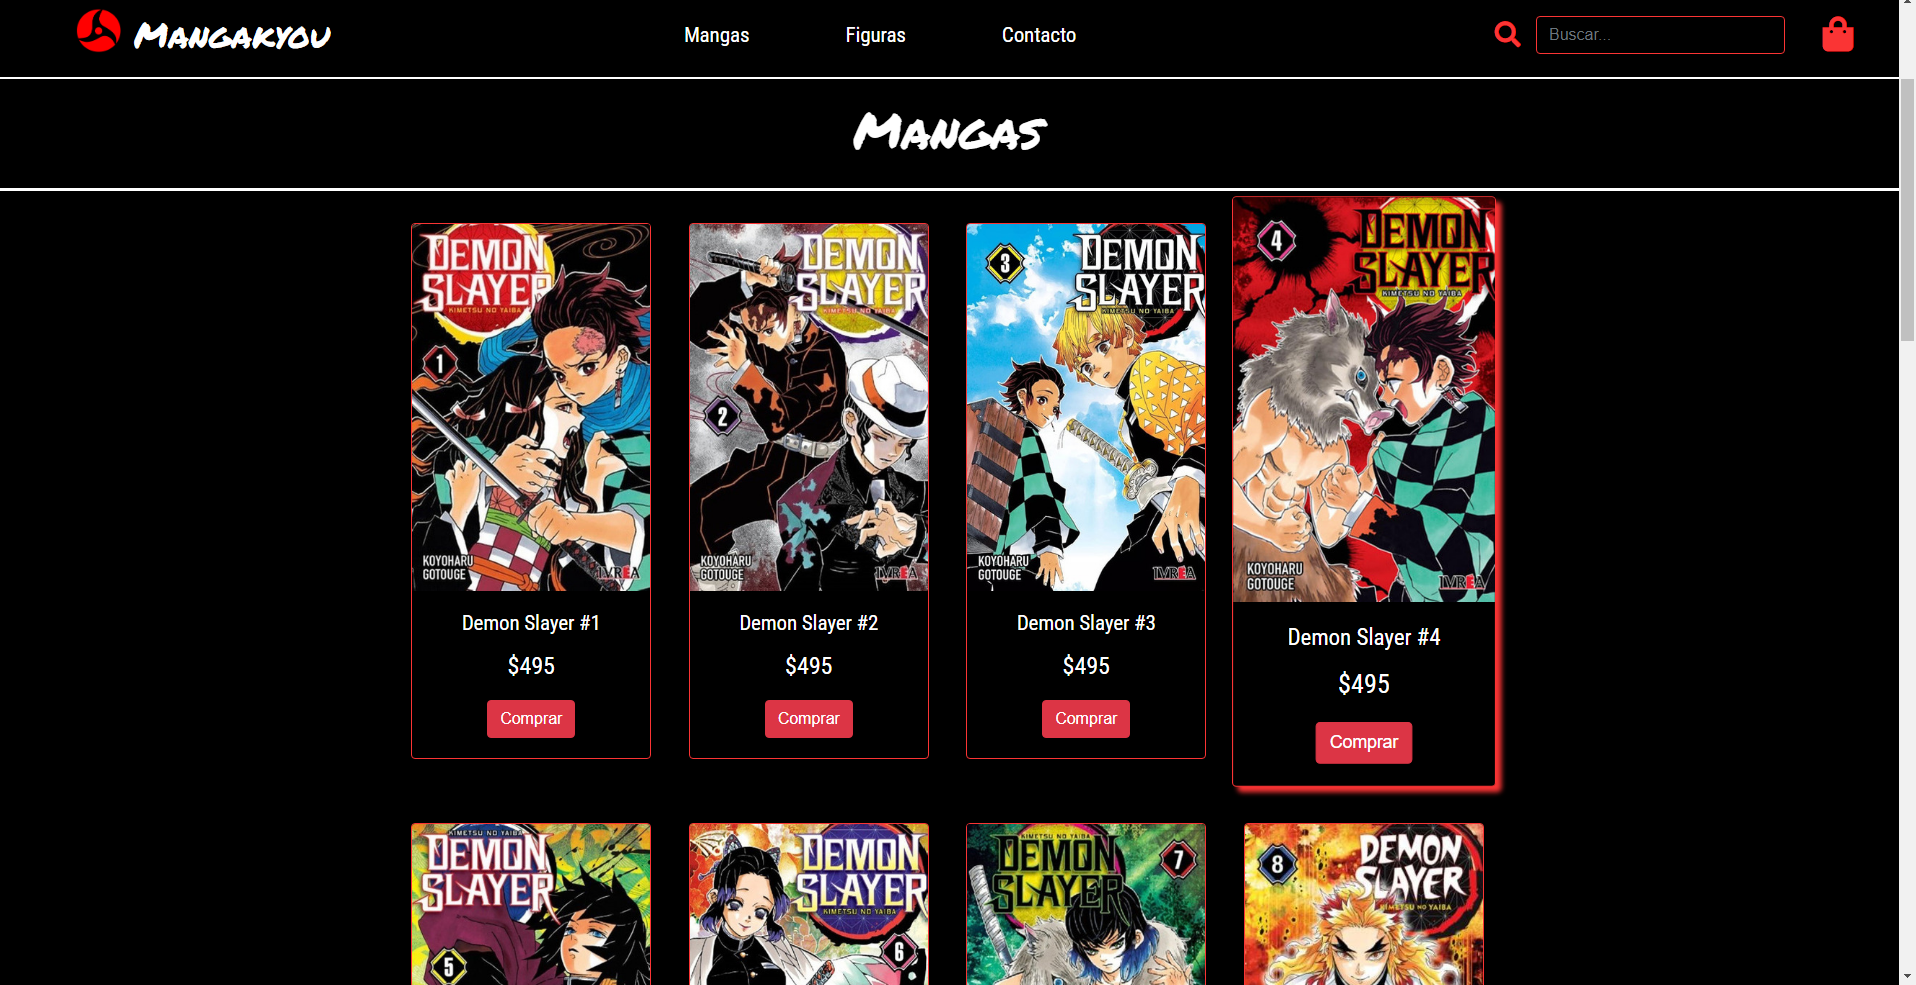 Mangakyou
Mangas
Figuras
Contacto
Buscar...
Mangas
DEMON
SLAYER
KIMETSU NO YAIBA
1
KOYOHARU
GOTOUGE
IVREA
Demon Slayer #1
$495
Comprar
DEMON
SLAYER
KIMETSU NO YAIBA
2
KOYOHARU
GOTOUGE
IVREA
Demon Slayer #2
$495
Comprar
3
DEMON
SLAYER
KIMETSU NO YAIBA
KOYOHARU
GOTOUGE
IVREA
Demon Slayer #3
$495
Comprar
4
DEMON
SLAYER
KIMETSU NO YAIBA
KOYOHARU
GOTOUGE
IVREA
Demon Slayer #4
$495
Comprar
KIMETSU NO YAIBA
DEMON
SLAYER
5
DEMON
SLAYER
KIMETSU NO YAIBA
6
KIMETSU NO YAIBA
DEMON
SLAYER
7
8
DEMON
SLAYER
KIMETSU NO YAIBA